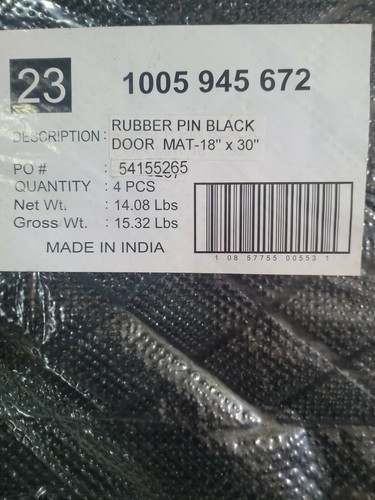 23 1005 945 672
DESCRIPTION : RUBBER PIN BLACK
DOOR MAT-18" x 30"
PO # : 54155265
QUANTITY : 4 PCS
Net Wt. : 14.08 Lbs
Gross Wt. : 15.32 Lbs
MADE IN INDIA
1 08 57755 00553 1